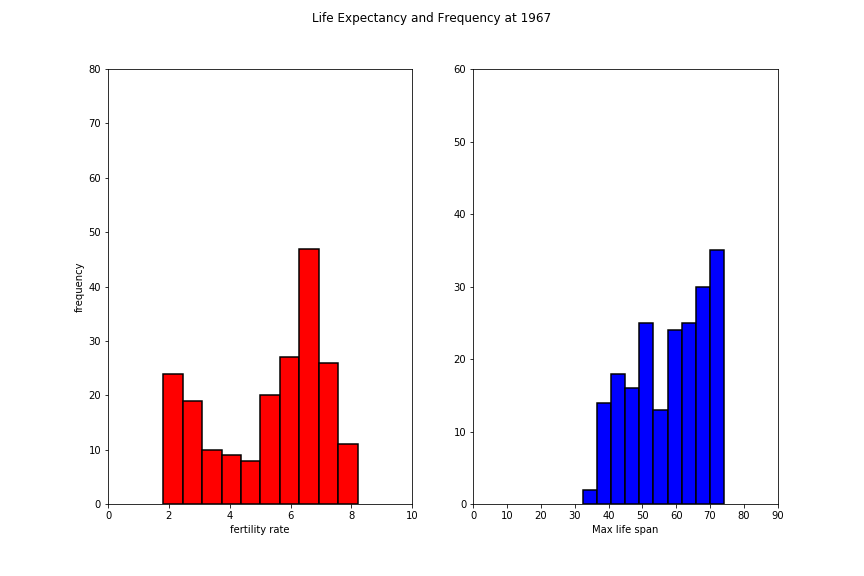 Life Expectancy and Frequency at 1967
80
70
60
50
40
30
20
10
0
frequency
0 2 4 6 8 10
fertility rate
60
50
40
30
20
10
0
0 10 20 30 40 50 60 70 80 90
Max life span